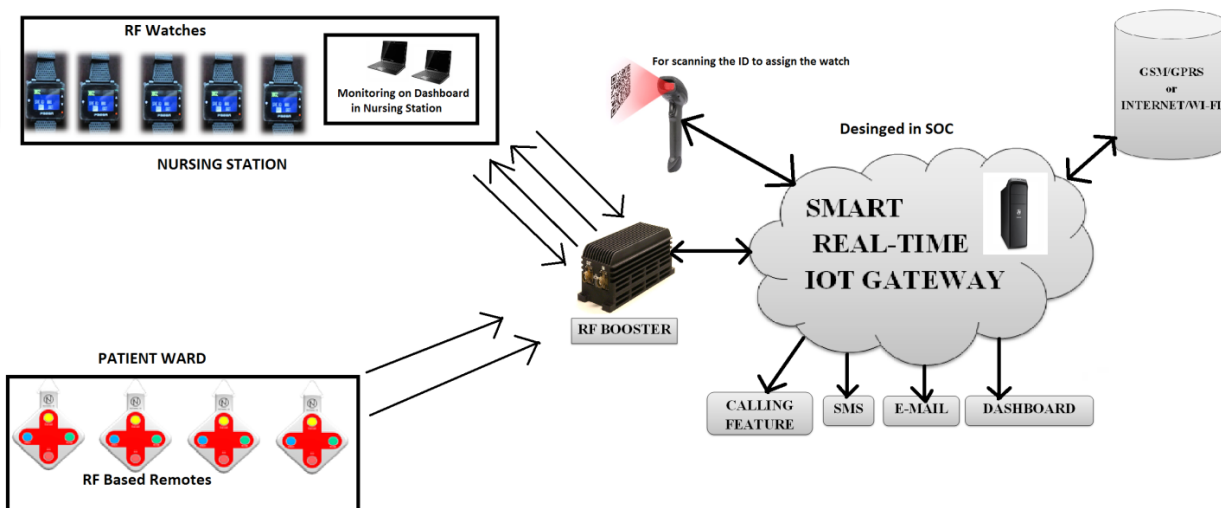 RF Watches
Monitoring on Dashboard
in Nursing Station
NURSING STATION
For scanning the ID to assign the watch
Desinged in SOC
GSM/GPRS
or
INTERNET/WI-FI
SMART
REAL-TIME
IOT GATEWAY
RF BOOSTER
PATIENT WARD
RF Based Remotes
CALLING
FEATURE
SMS
E-MAIL
DASHBOARD